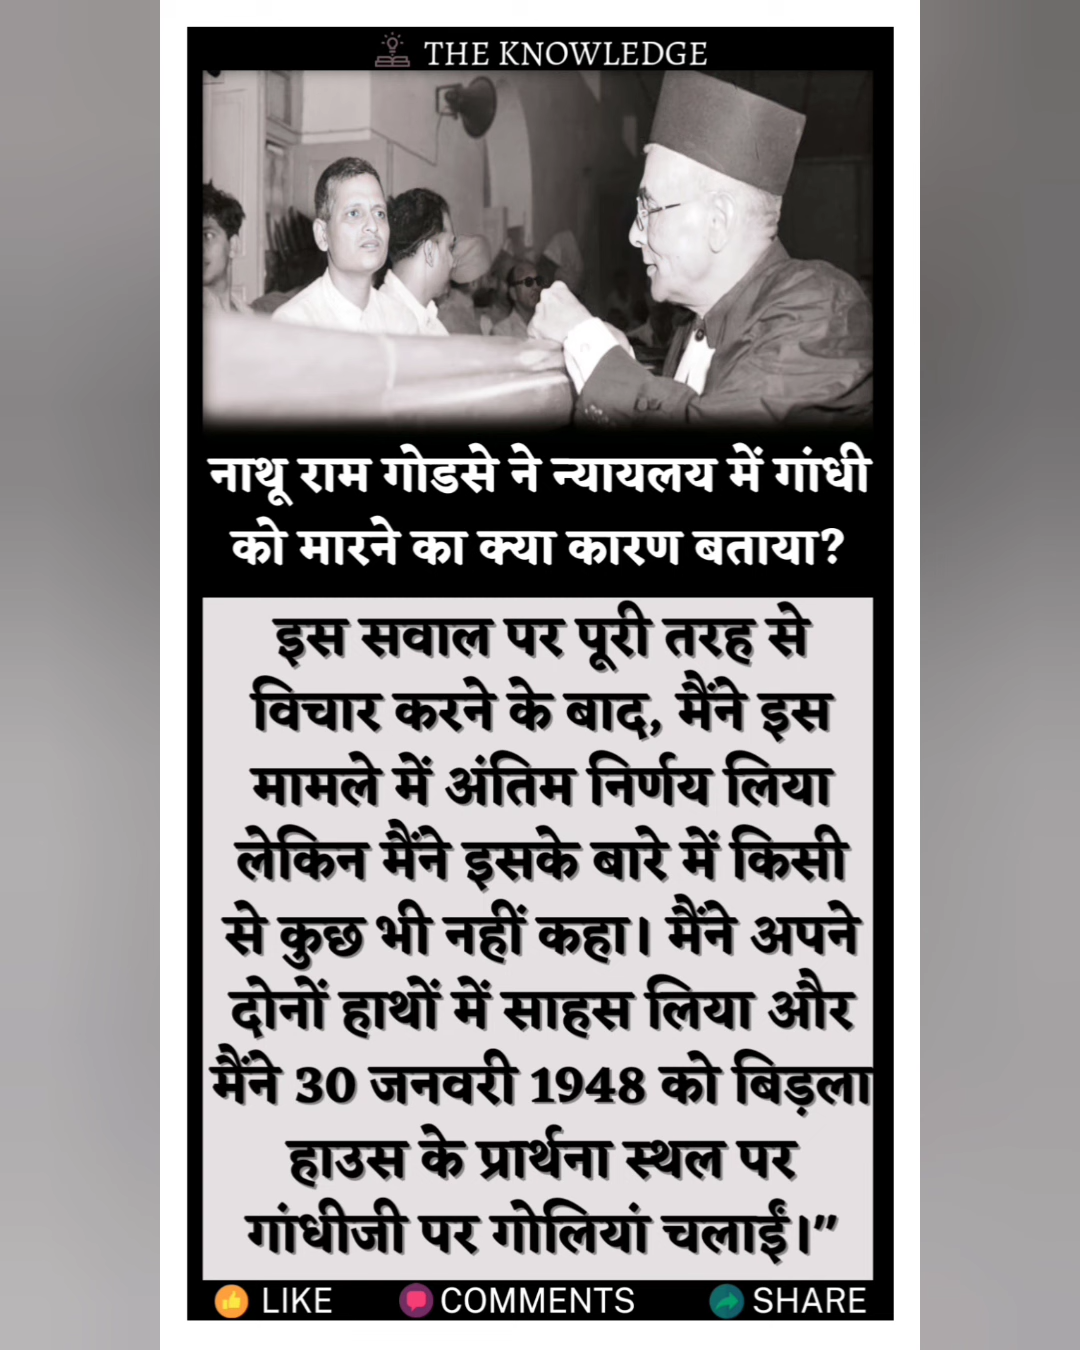 THE KNOWLEDGE
नाथू राम गोडसे ने न्यायलय में गांधी
को मारने का क्या कारण बताया?
इस सवाल पर पूरी तरह से
विचार करने के बाद, मैंने इस
मामले में अंतिम निर्णय लिया
लेकिन मैंने इसके बारे में किसी
से कुछ भी नहीं कहा। मैंने अपने
दोनों हाथों में साहस लिया और
मैंने 30 जनवरी 1948 को बिड़ला
हाउस के प्रार्थना स्थल पर
गांधीजी पर गोलियां चलाईं।”
LIKE COMMENTS SHARE